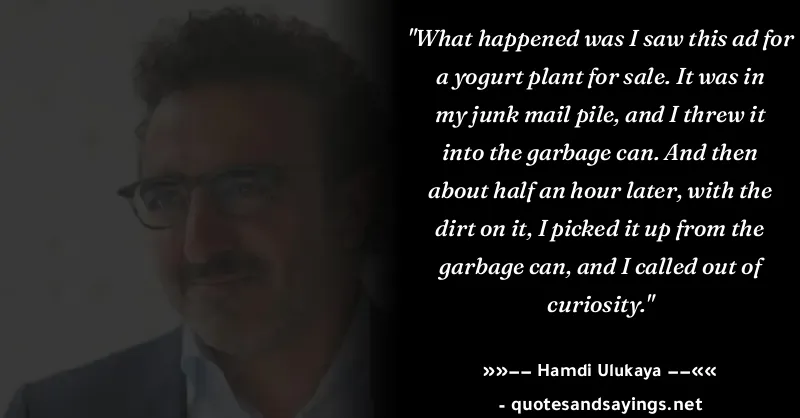 "What happened was I saw this ad for
a yogurt plant for sale. It was in
my junk mail pile, and I threw it
into the garbage can. And then
about half an hour later, with the
dirt on it, I picked it up from the
garbage can, and I called out of
curiosity."
»»−− Hamdi Ulukaya −−««
- quotesandsayings.net